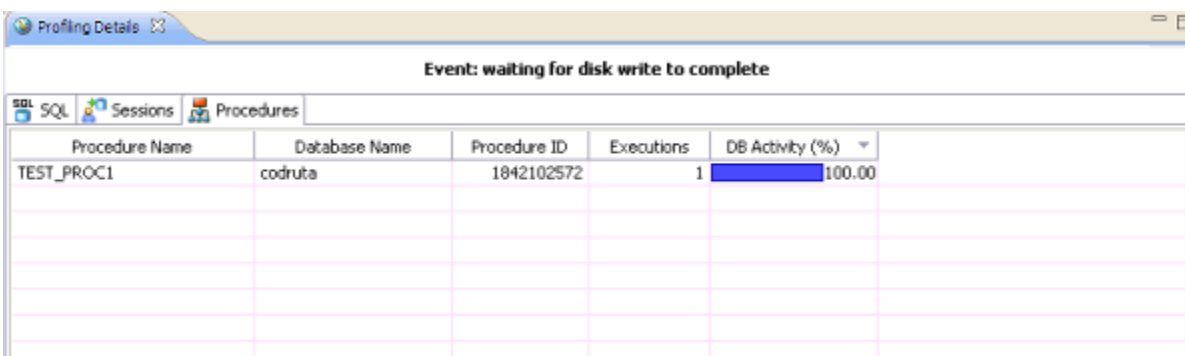 Profiling Details
Event: waiting for disk write to complete
SQL SQL Sessions Procedures
Procedure Name Database Name Procedure ID Executions DB Activity (%)
TEST_PROC1 codruta 1842102572 1 100.00